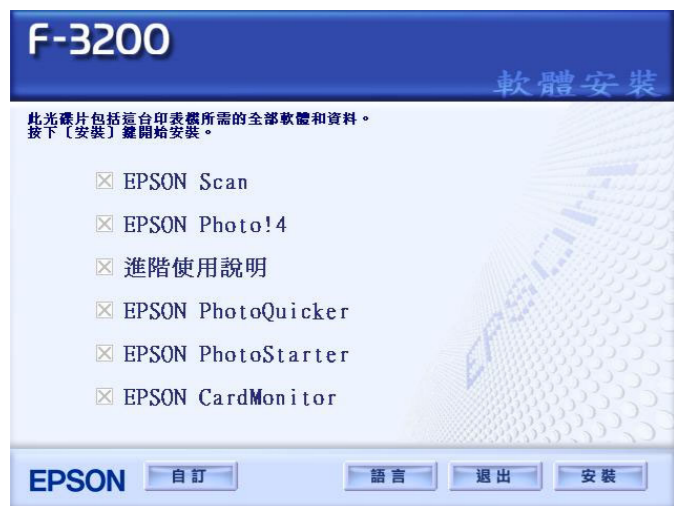 F-3200
軟體安裝
此光碟片包括這台印表機所需的全部軟體和資料。
按下〔安裝〕鍵開始安裝。
EPSON Scan
EPSON Photo!4
進階使用說明
EPSON PhotoQuicker
EPSON PhotoStarter
EPSON CardMonitor
EPSON
EPSON 自訂 語言 退出 安裝